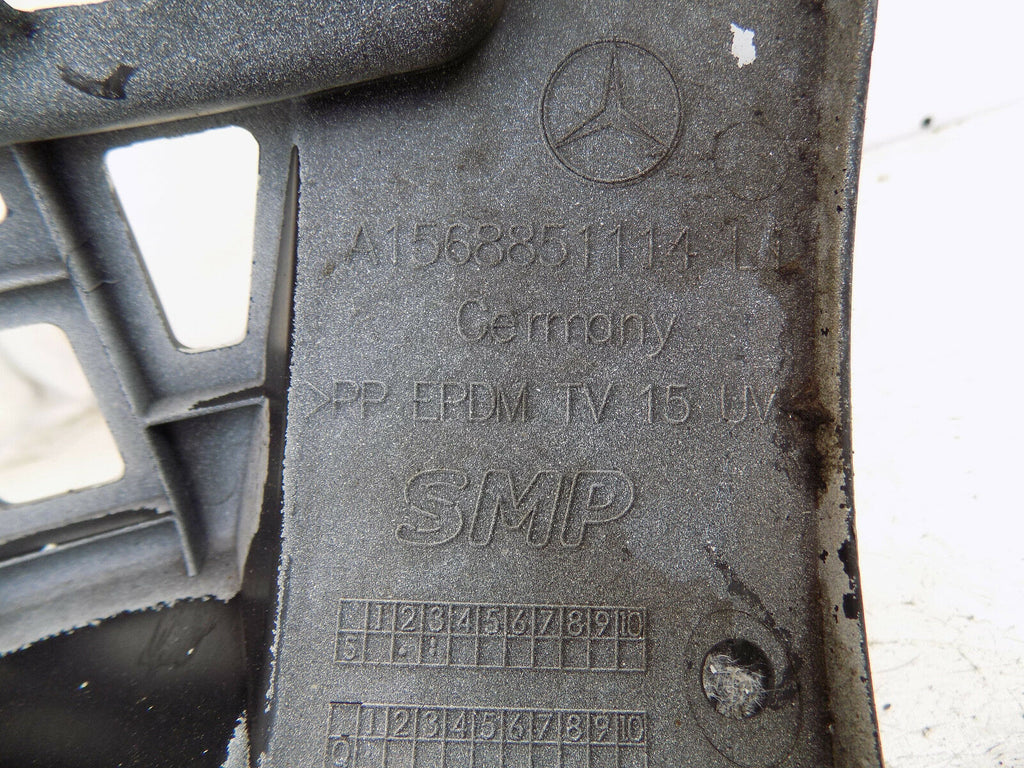 A1568851114
Germany
>PP EPDM TV 15 UV
SMP
1 2 3 4 5 6 7 8 9 10
S
1 2 3 4 5 6 7 8 9 10